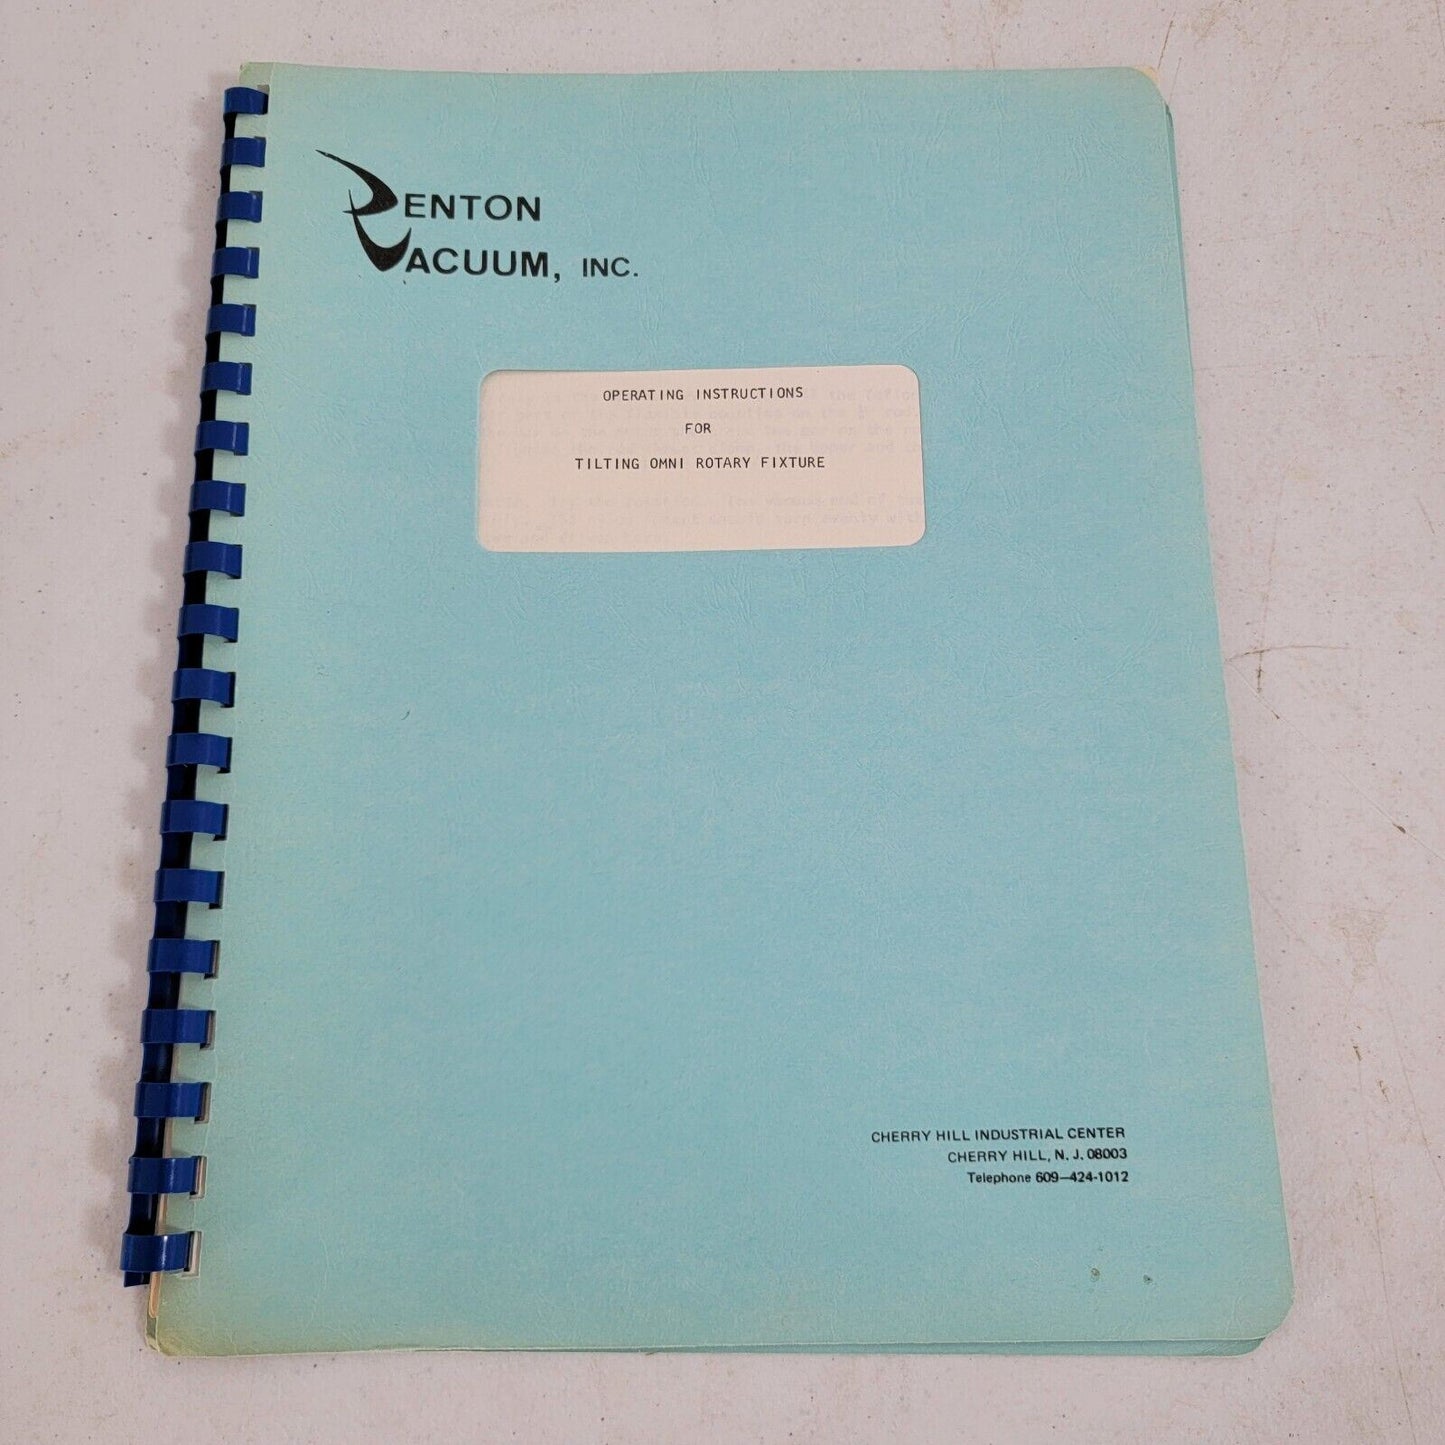 DENTON
VACUUM, INC.
OPERATING INSTRUCTIONS
FOR
TILTING OMNI ROTARY FIXTURE
CHERRY HILL INDUSTRIAL CENTER
CHERRY HILL, N. J. 08003
Telephone 609—424-1012